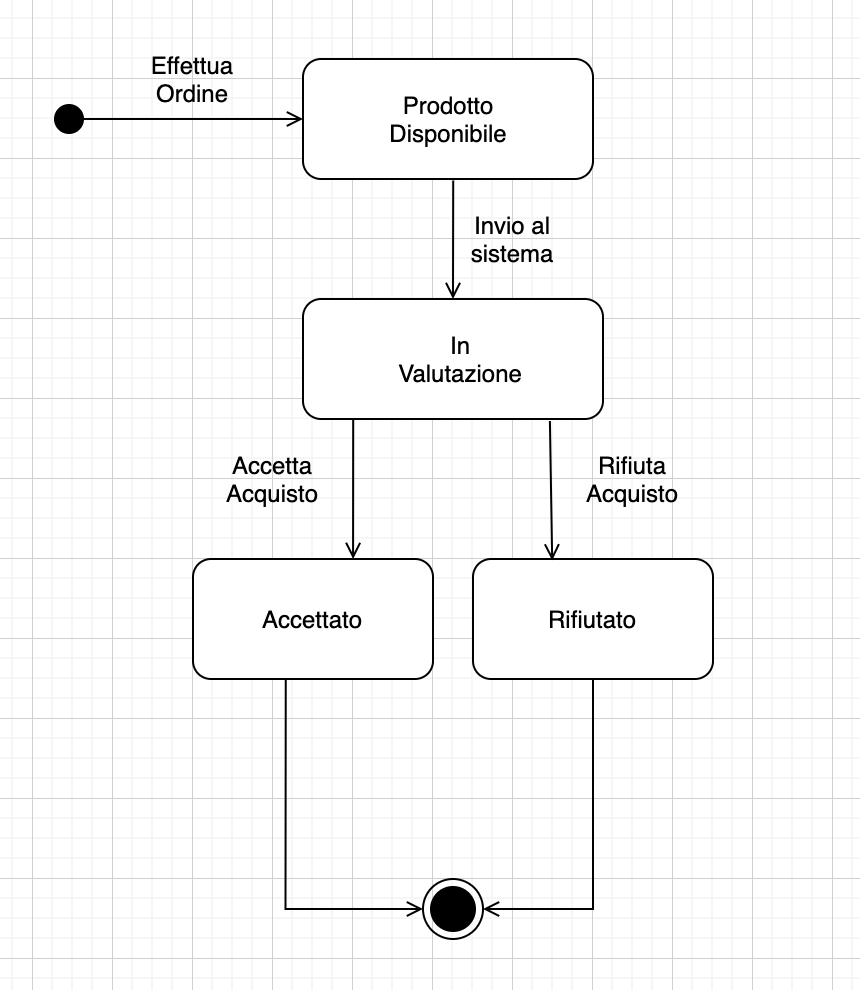 Effettua
Ordine
Prodotto
Disponibile
Invio al
sistema
In
Valutazione
Accetta
Acquisto
Rifiuta
Acquisto
Accettato
Rifiutato